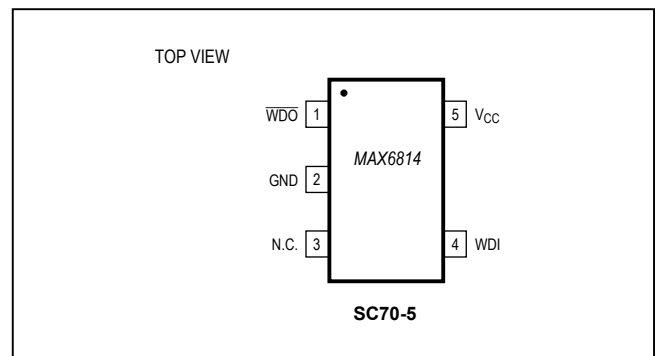 TOP VIEW
WDO 1
5 VCC
MAX6814
GND 2
N.C. 3
4 WDI
SC70-5